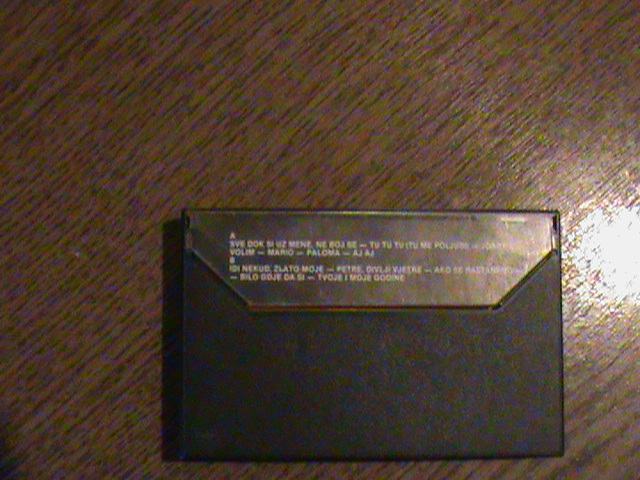 A
SVE DOK SI UZ MENE, NE BOJ SE — TU TU TU (TU ME POLJUBI) —
VOLIM — MARIO — PALOMA — AJ AJ
B
IDI NEKUD, ZLATO MOJE — PETRE, DIVLJI VJETRE — AKO SE RASTANEMO
— BILO GDJE DA SI — TVOJE I MOJE GODINE